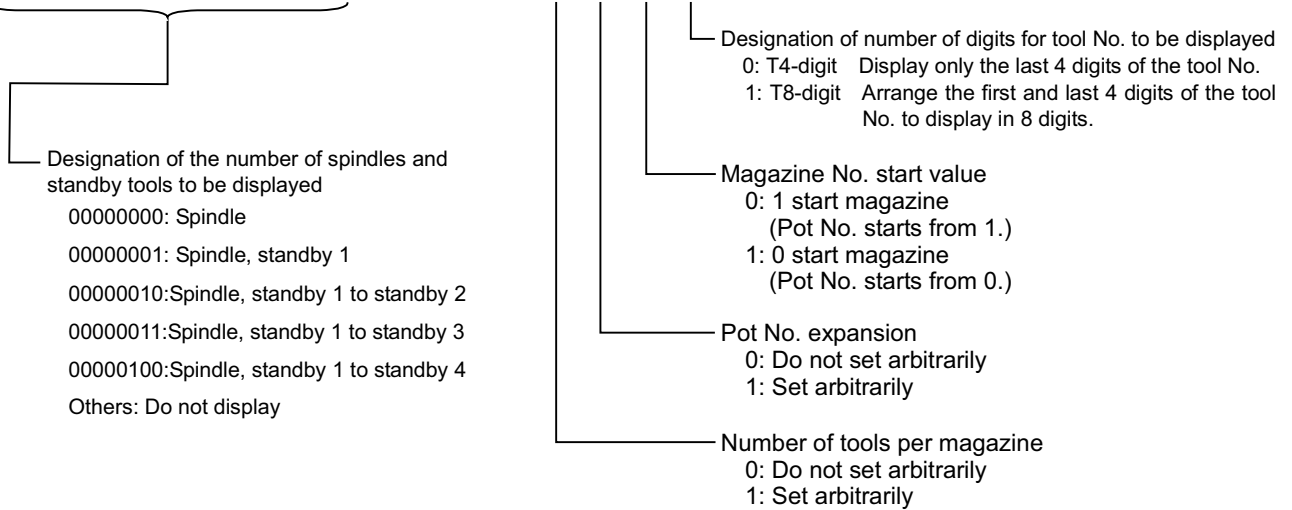 Designation of number of digits for tool No. to be displayed
0: T4-digit Display only the last 4 digits of the tool No.
1: T8-digit Arrange the first and last 4 digits of the tool
No. to display in 8 digits.
Designation of the number of spindles and
standby tools to be displayed
00000000: Spindle
00000001: Spindle, standby 1
00000010:Spindle, standby 1 to standby 2
00000011:Spindle, standby 1 to standby 3
00000100:Spindle, standby 1 to standby 4
Others: Do not display
Magazine No. start value
0: 1 start magazine
(Pot No. starts from 1.)
1: 0 start magazine
(Pot No. starts from 0.)
Pot No. expansion
0: Do not set arbitrarily
1: Set arbitrarily
Number of tools per magazine
0: Do not set arbitrarily
1: Set arbitrarily